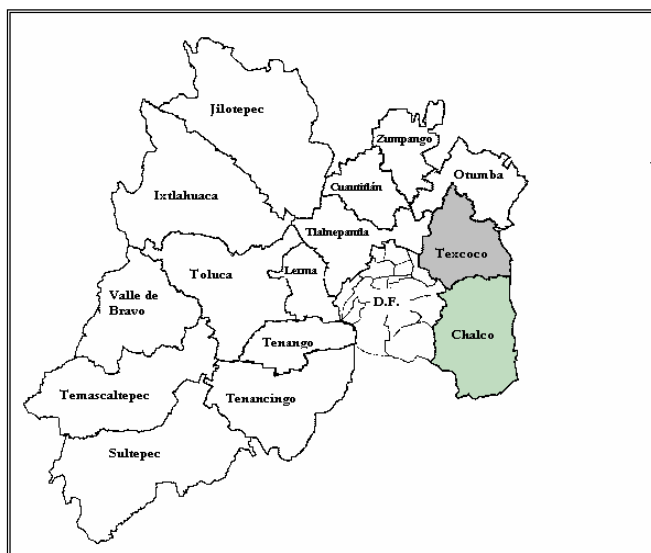 Jilotepec
Zumpango
Otumba
Cuautitlán
Ixtlahuaca
Tlalnepantla
Texcoco
Toluca
Lerma
Valle de
Bravo
D.F.
Chalco
Tenango
Temascaltepec
Tenancingo
Sultepec